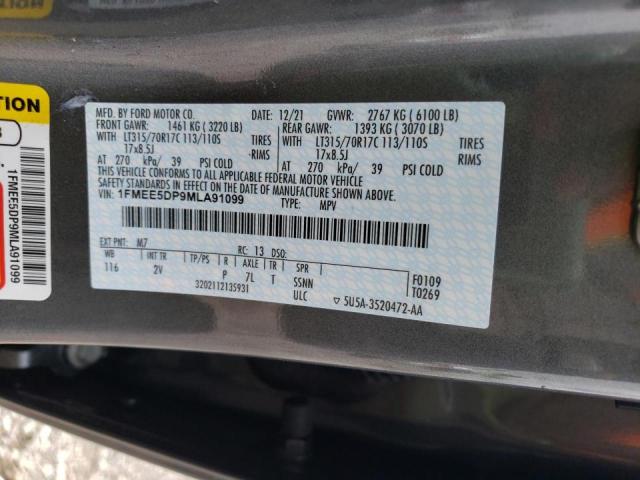 MFD. BY FORD MOTOR CO. DATE: 12/21 GVWR: 2767 KG ( 6100 LB)
FRONT GAWR: 1461 KG ( 3220 LB) REAR GAWR: 1393 KG ( 3070 LB)
WITH LT315/70R17C 113/110S TIRES WITH LT315/70R17C 113/110S TIRES
17x8.5J RIMS 17x8.5J RIMS
AT 270 kPa/ 39 PSI COLD AT 270 kPa/ 39 PSI COLD
THIS VEHICLE CONFORMS TO ALL APPLICABLE FEDERAL MOTOR VEHICLE
SAFETY STANDARDS IN EFFECT ON THE DATE OF MANUFACTURE SHOWN ABOVE.
VIN: 1FMEE5DP9MLA91099
TYPE: MPV
EXT PNT: M7 RC: 13 DSO:
WB INT TR TP/PS R AXLE TR SPR
116 2V P 7L T SSNN
ULC
3202112135931
F0109
T0269
▽ 5U5A-3520472-AA
1FMEE5DP9MLA91099